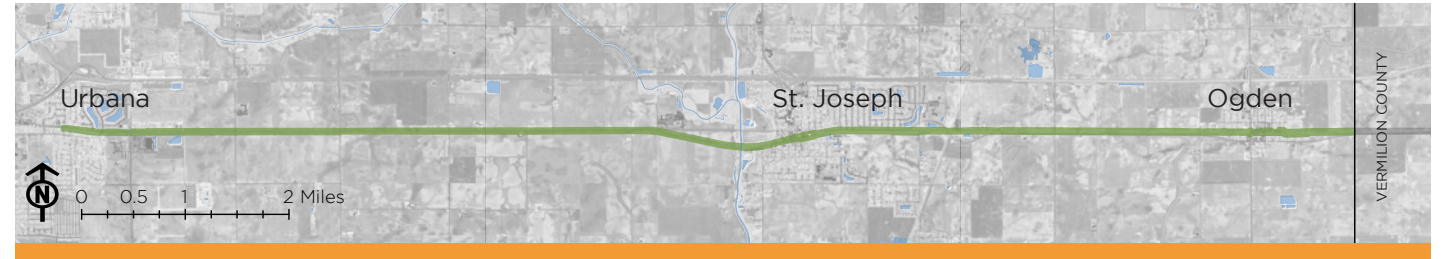 Urbana
St. Joseph
Ogden
VERMILION COUNTY
N
0 0.5 1 2 Miles